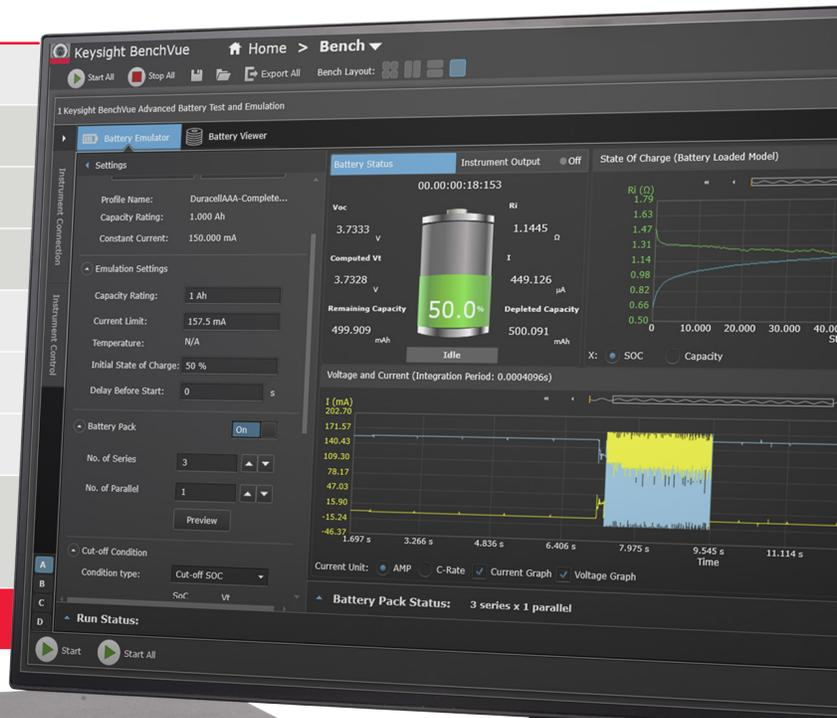 Keysight BenchVue
Home > Bench
Start All
Stop All
Export All
Bench Layout:
1 Keysight BenchVue Advanced Battery Test and Emulation
Battery Emulator
Battery Viewer
Instrument Connection
Instrument Control
Settings
Profile Name: DuracellAAA-Complete...
Capacity Rating: 1.000 Ah
Constant Current: 150.000 mA
Emulation Settings
Capacity Rating: 1 Ah
Current Limit: 157.5 mA
Temperature: N/A
Initial State of Charge: 50 %
Delay Before Start: 0 s
Battery Pack On
No. of Series 3
No. of Parallel 1
Preview
Cut-off Condition
Condition type: Cut-off SOC
SoC Vt
A
B
C
D
Battery Status
Instrument Output Off
00.00:00:18:153
Voc
3.7333 V
Computed Vt
3.7328 V
Remaining Capacity
499.909 mAh
50.0%
Idle
Ri
1.1445 Ω
I
449.126 µA
Depleted Capacity
500.091 mAh
State Of Charge (Battery Loaded Model)
Ri (Ω)
1.79
1.63
1.47
1.31
1.14
0.98
0.82
0.66
0.50
0 10.000 20.000 30.000 40.00
St
X: SOC Capacity
Voltage and Current (Integration Period: 0.0004096s)
I (mA)
202.70
171.57
140.43
109.30
78.17
47.03
15.90
-15.24
-46.37
1.697 s 3.266 s 4.836 s 6.406 s 7.975 s 9.545 s 11.114 s
Time
Current Unit: AMP C-Rate Current Graph Voltage Graph
Battery Pack Status: 3 series x 1 parallel
Run Status:
Start
Start All